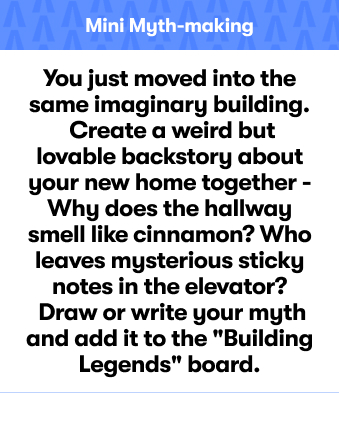 Mini Myth-making
You just moved into the
same imaginary building.
Create a weird but
lovable backstory about
your new home together -
Why does the hallway
smell like cinnamon? Who
leaves mysterious sticky
notes in the elevator?
Draw or write your myth
and add it to the "Building
Legends" board.